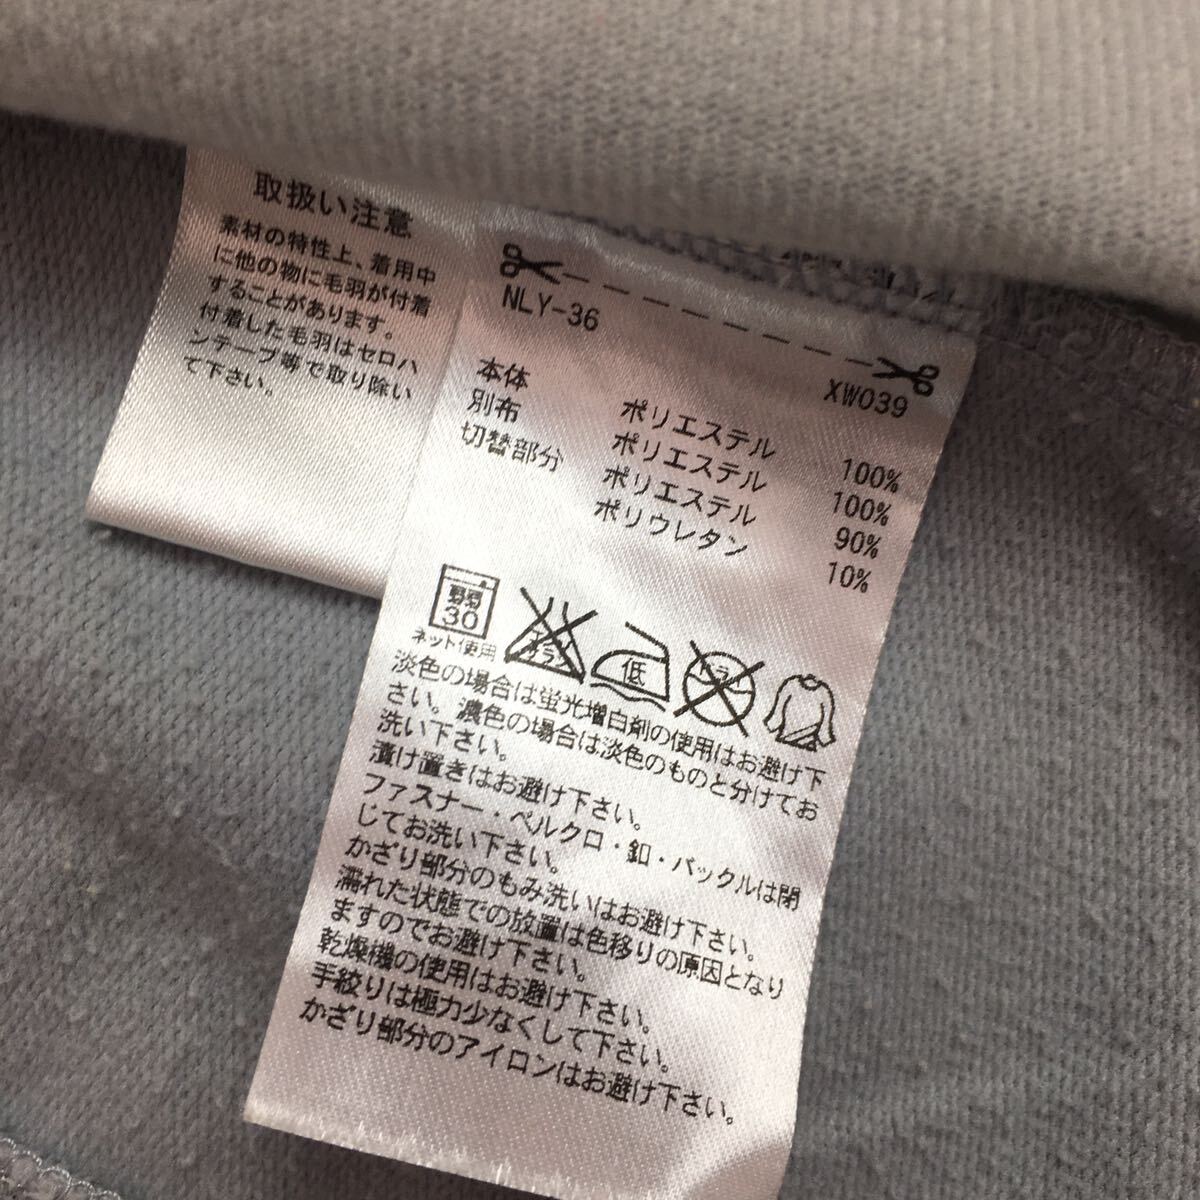 取扱い注意
素材の特性上、着用中
に他の物に毛羽が付着
することがあります。
付着した毛羽はセロハ
ンテープ等で取り除い
て下さい。
NLY-36
XW039
本体 ポリエステル 100%
別布 ポリエステル 100%
切替部分 ポリエステル 90%
ポリウレタン 10%
弱
30
ネット使用
エンソ
サラシ
低
ドライ
淡色の場合は蛍光増白剤の使用はお避け下
さい。濃色の場合は淡色のものと分けてお
洗い下さい。
漬け置きはお避け下さい。
ファスナー・ベルクロ・釦・バックルは閉
じてお洗い下さい。
かざり部分のもみ洗いはお避け下さい。
濡れた状態での放置は色移りの原因となり
ますのでお避け下さい。
乾燥機の使用はお避け下さい。
手絞りは極力少なくして下さい。
かざり部分のアイロンはお避け下さい。